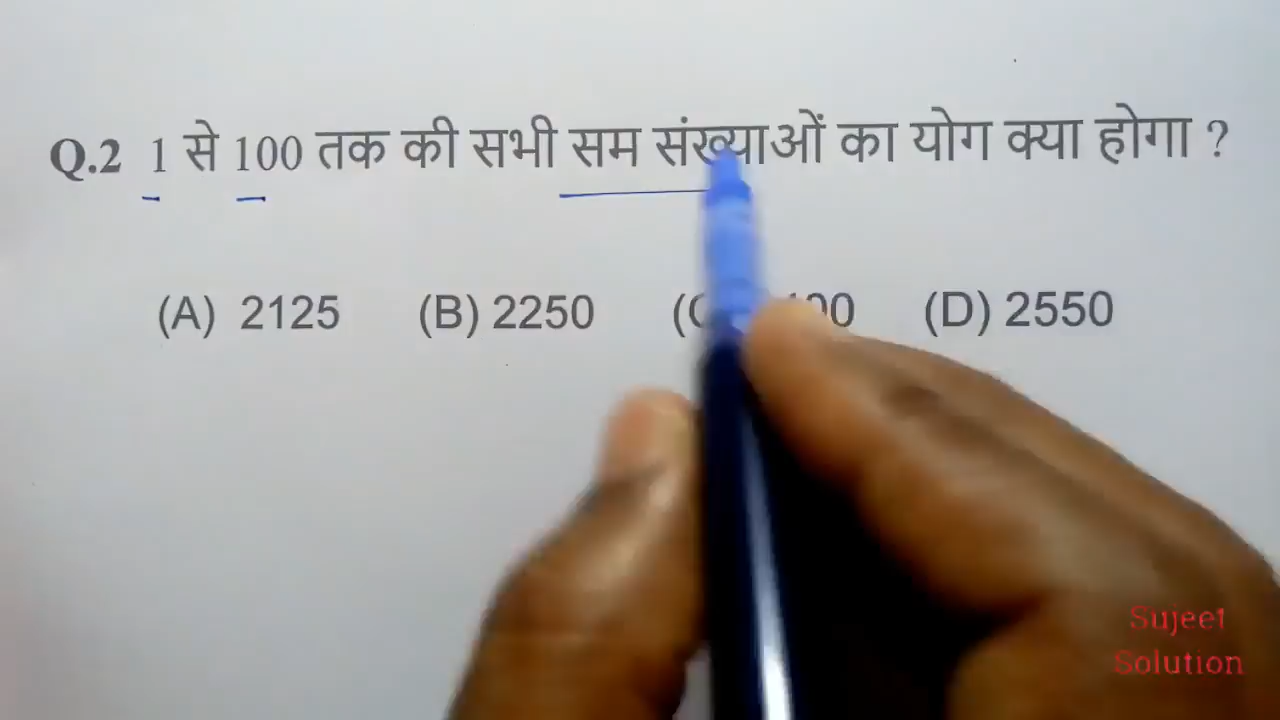 Q.2 1 से 100 तक की सभी सम संख्याओं का योग क्या होगा ?
(A) 2125 (B) 2250 (D) 2550
Sujeet
Solution